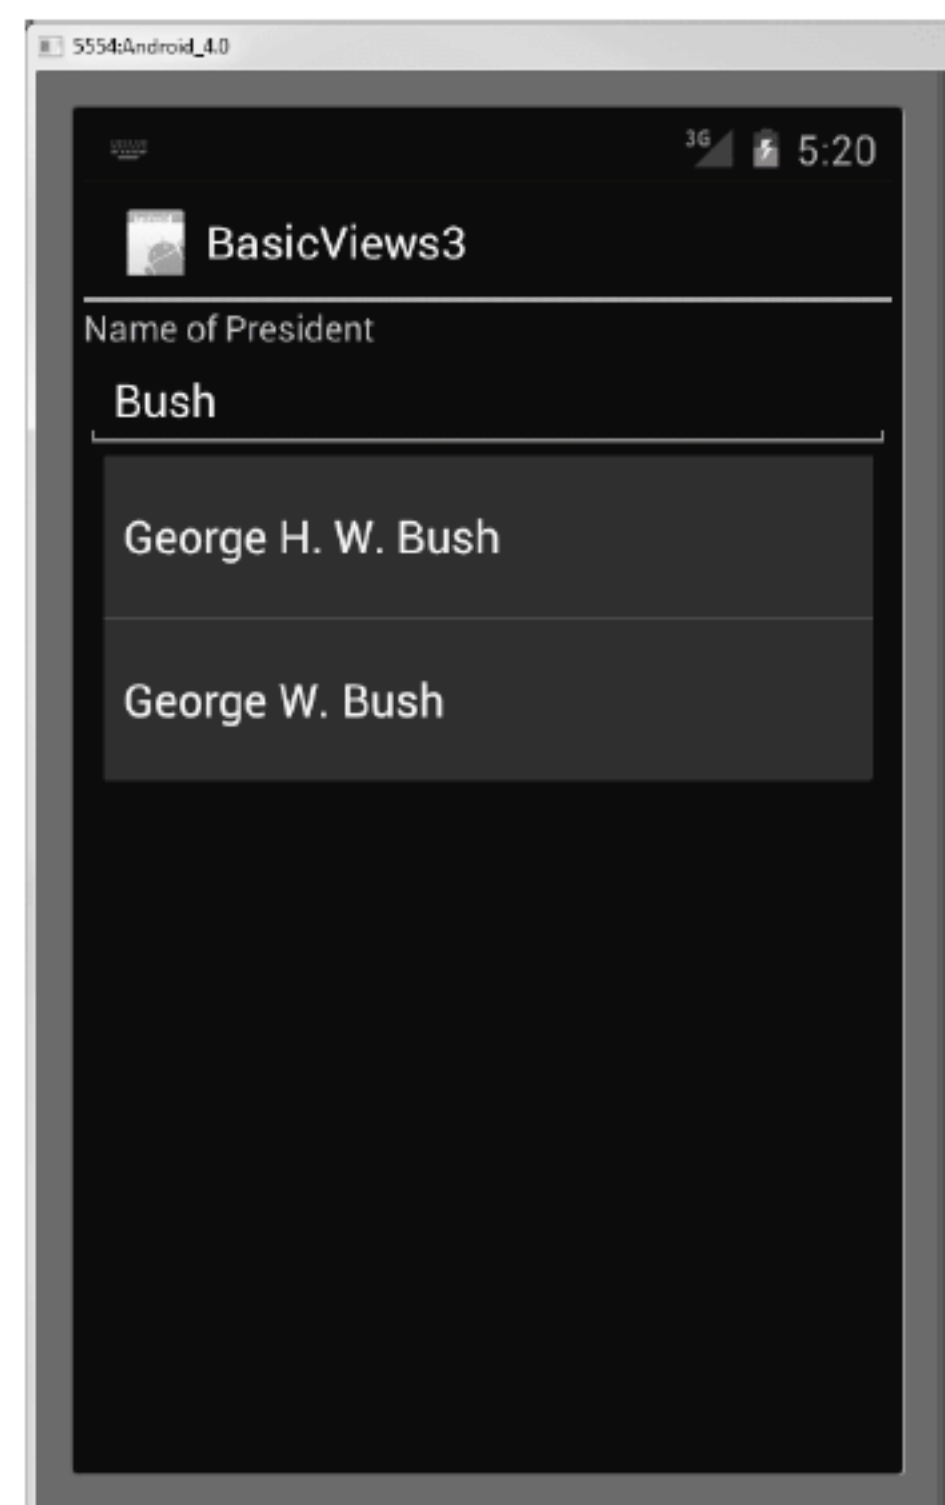 5554:Android_4.0
3G 5:20
BasicViews3
Name of President
Bush
George H. W. Bush
George W. Bush